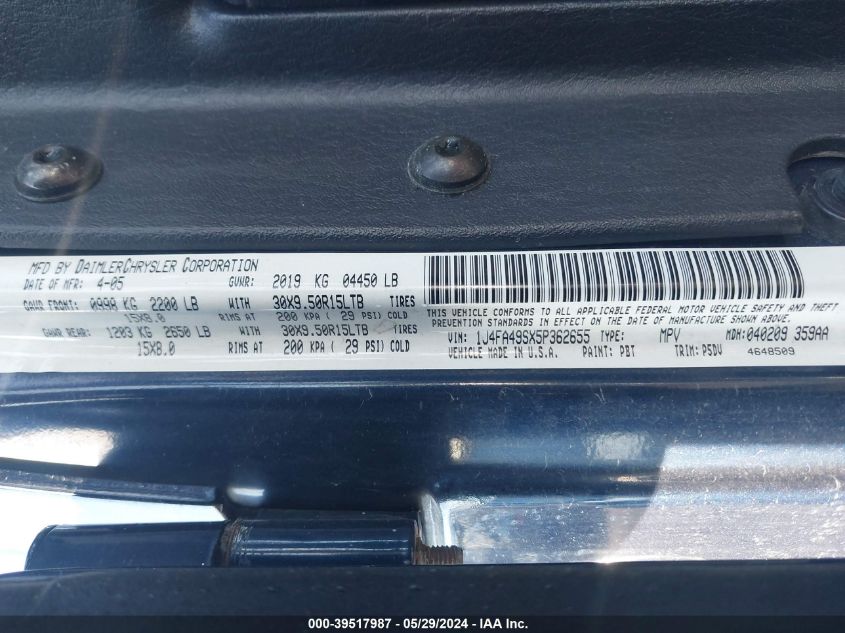 MFD BY DAIMLERCHRYSLER CORPORATION
DATE OF MFR: 4-05 GVWR: 2019 KG 04450 LB
GAWR FRONT: 0998 KG 2200 LB WITH 30X9.50R15LTB TIRES
15X8.0 RIMS AT 200 KPA ( 29 PSI) COLD
GAWR REAR: 1203 KG 2650 LB WITH 30X9.50R15LTB TIRES
15X8.0 RIMS AT 200 KPA ( 29 PSI) COLD
THIS VEHICLE CONFORMS TO ALL APPLICABLE FEDERAL MOTOR VEHICLE SAFETY AND THEFT
PREVENTION STANDARDS IN EFFECT ON THE DATE OF MANUFACTURE SHOWN ABOVE.
VIN: 1J4FA49SX5P362655 TYPE: MPV MDH:040209 359AA
VEHICLE MADE IN U.S.A. PAINT: PBT TRIM: P5DV 4648509
000-39517987 - 05/29/2024 - IAAI.com